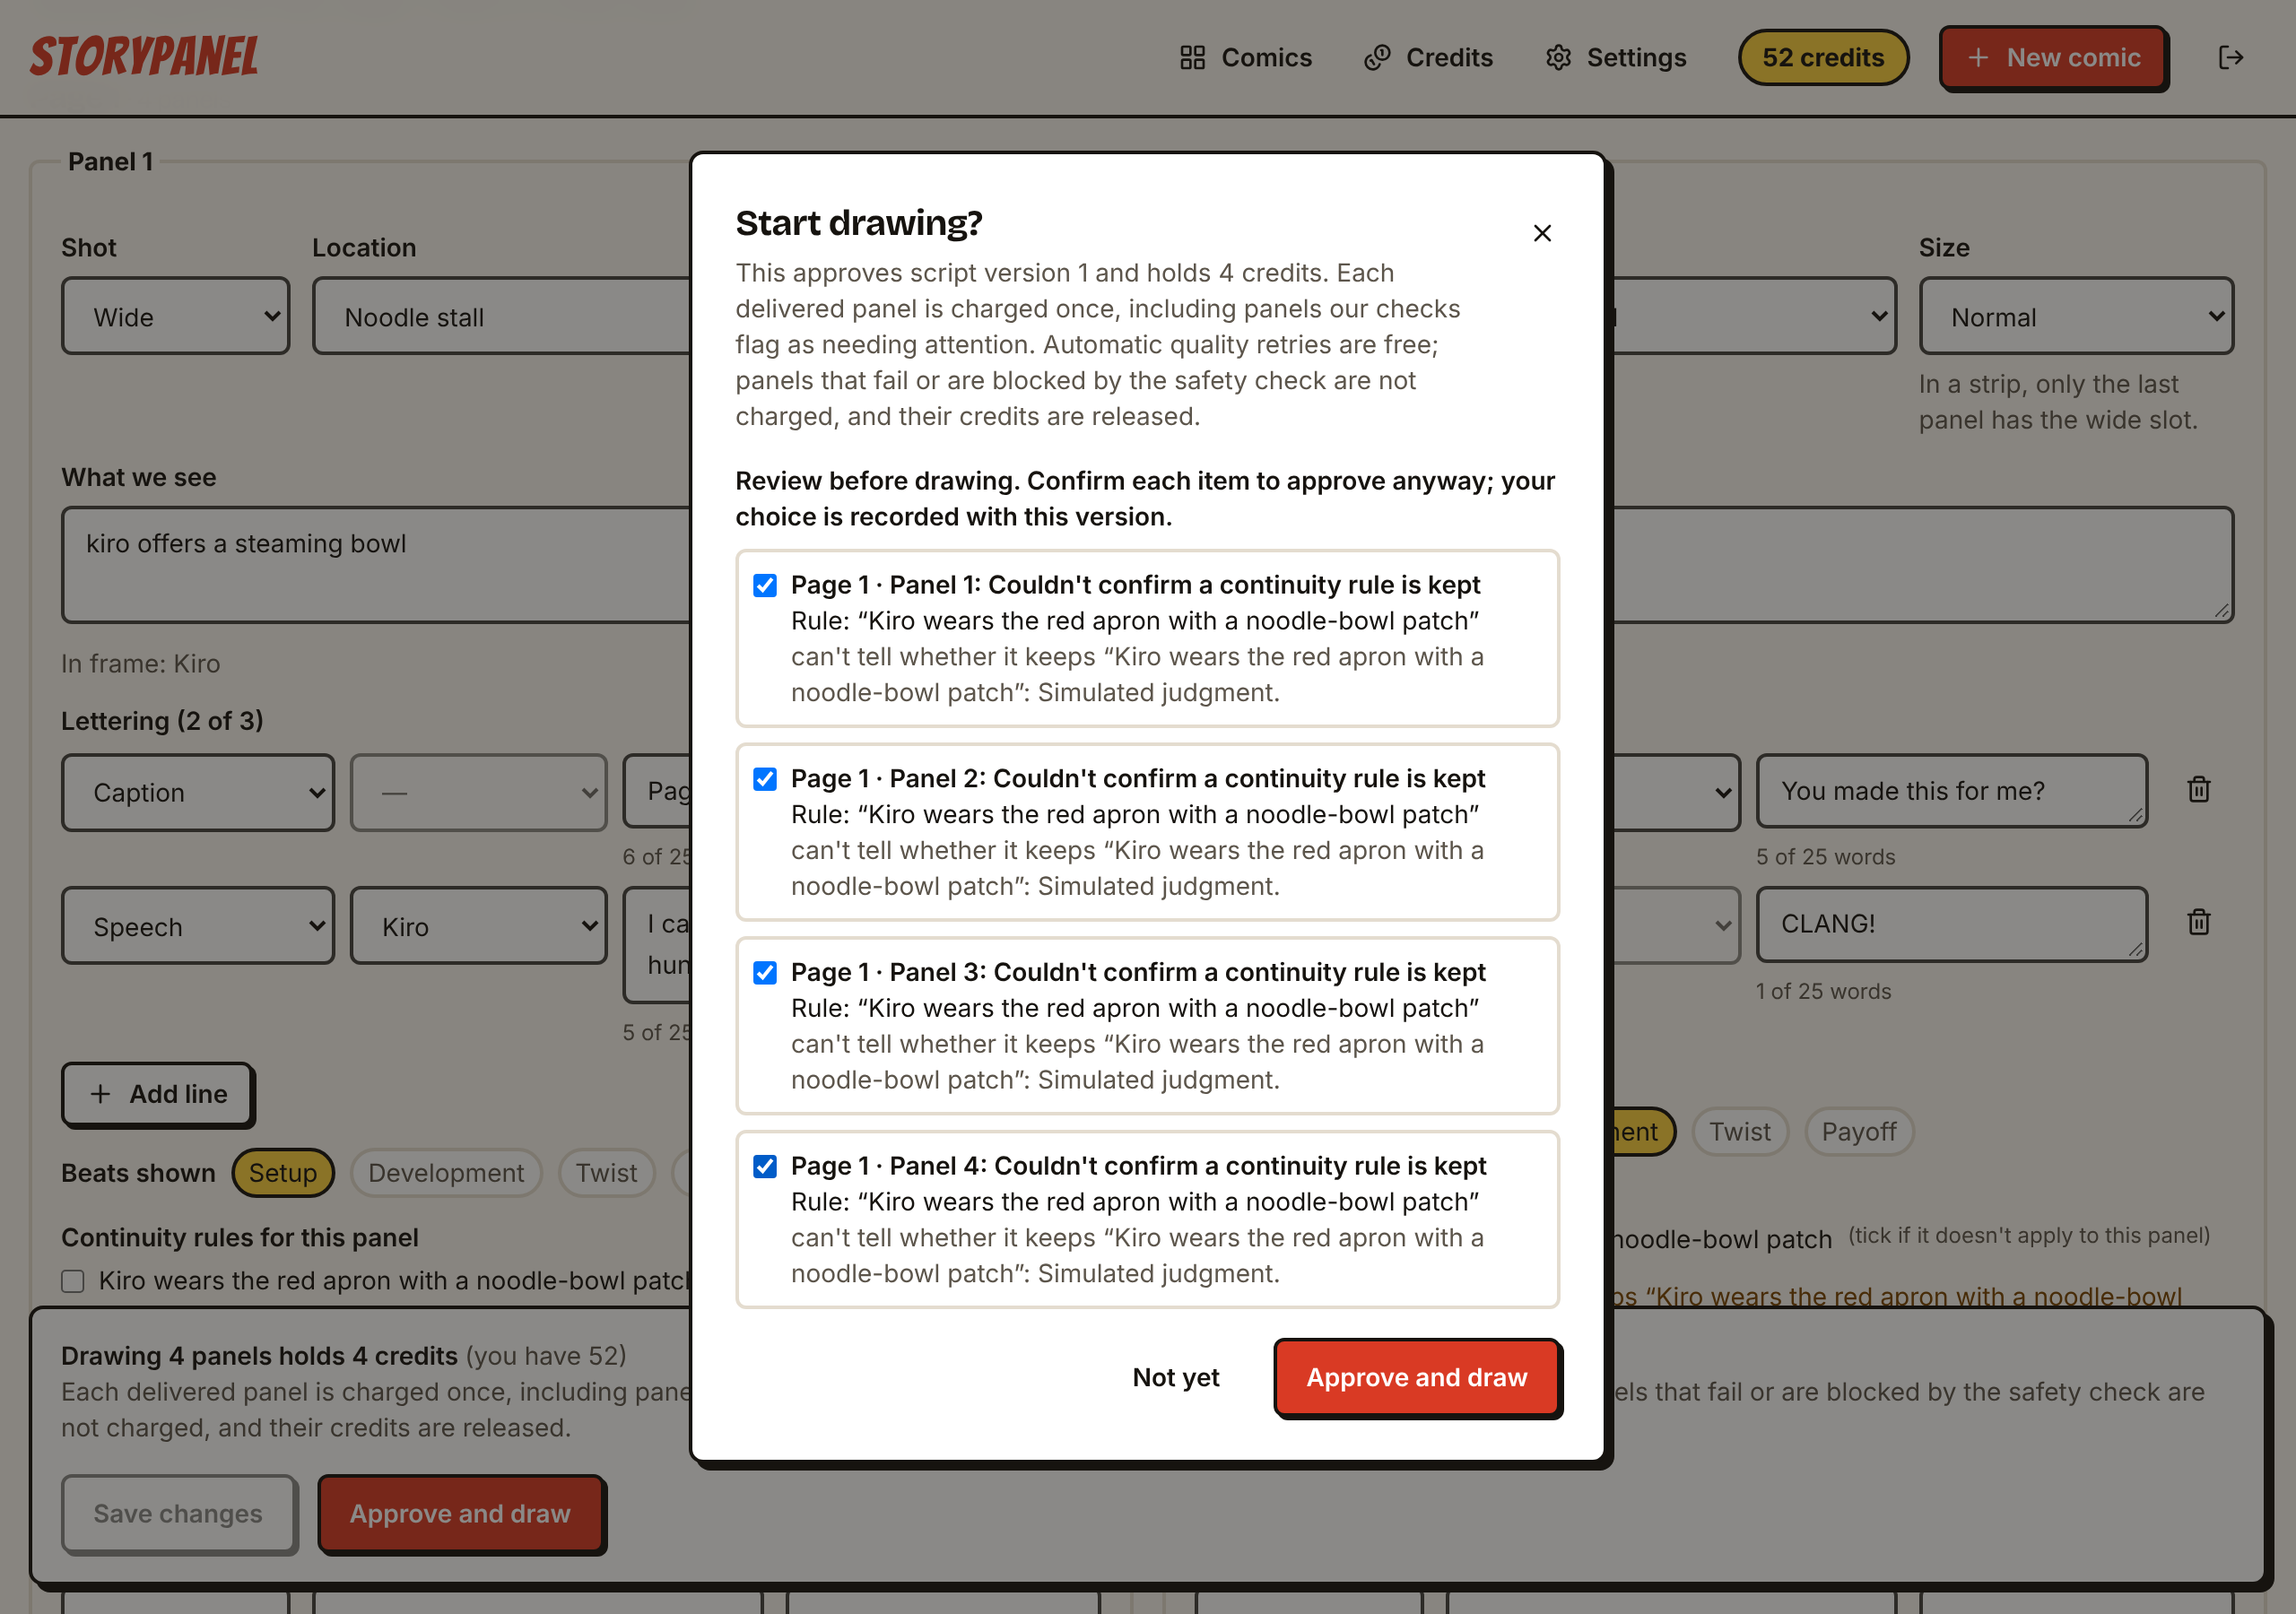 STORYPANEL
Comics
Credits
Settings
52 credits
New comic
Panel 1
Shot
Location
Size
Wide
Noodle stall
Normal
In a strip, only the last
panel has the wide slot.
What we see
kiro offers a steaming bowl
In frame: Kiro
Lettering (2 of 3)
Caption
—
You made this for me?
6 of 25
5 of 25 words
Speech
Kiro
I ca
CLANG!
5 of 25
1 of 25 words
Add line
Beats shown
Setup
Development
Twist
Twist
Payoff
Continuity rules for this panel
Kiro wears the red apron with a noodle-bowl patch
noodle-bowl patch (tick if it doesn't apply to this panel)
“Kiro wears the red apron with a noodle-bowl
Drawing 4 panels holds 4 credits (you have 52)
Each delivered panel is charged once, including
that fail or are blocked by the safety check are
not charged, and their credits are released.
Save changes
Approve and draw
Start drawing?
This approves script version 1 and holds 4 credits. Each
delivered panel is charged once, including panels our checks
flag as needing attention. Automatic quality retries are free;
panels that fail or are blocked by the safety check are not
charged, and their credits are released.
Review before drawing. Confirm each item to approve anyway; your
choice is recorded with this version.
Page 1 · Panel 1: Couldn't confirm a continuity rule is kept
Rule: “Kiro wears the red apron with a noodle-bowl patch”
can't tell whether it keeps “Kiro wears the red apron with a
noodle-bowl patch”: Simulated judgment.
Page 1 · Panel 2: Couldn't confirm a continuity rule is kept
Rule: “Kiro wears the red apron with a noodle-bowl patch”
can't tell whether it keeps “Kiro wears the red apron with a
noodle-bowl patch”: Simulated judgment.
Page 1 · Panel 3: Couldn't confirm a continuity rule is kept
Rule: “Kiro wears the red apron with a noodle-bowl patch”
can't tell whether it keeps “Kiro wears the red apron with a
noodle-bowl patch”: Simulated judgment.
Page 1 · Panel 4: Couldn't confirm a continuity rule is kept
Rule: “Kiro wears the red apron with a noodle-bowl patch”
can't tell whether it keeps “Kiro wears the red apron with a
noodle-bowl patch”: Simulated judgment.
Not yet
Approve and draw